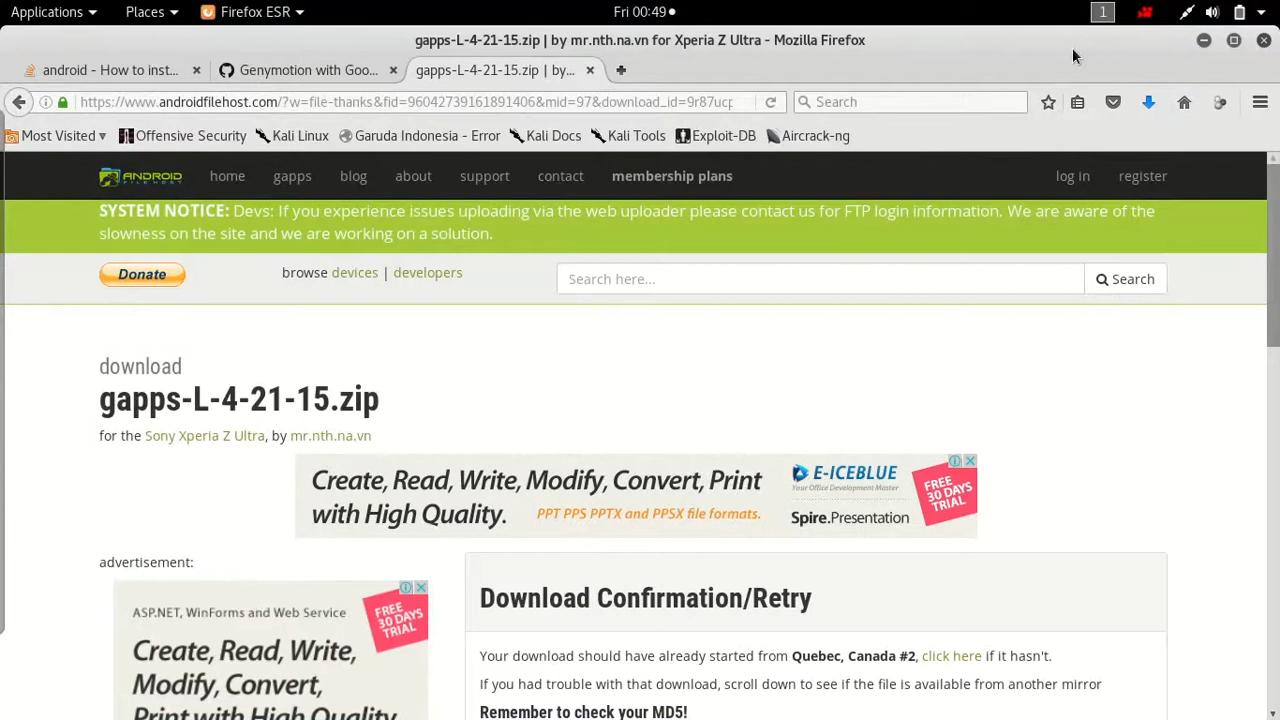 Applications Places Firefox ESR Fri 00:49 1
gapps-L-4-21-15.zip | by mr.nth.na.vn for Xperia Z Ultra - Mozilla Firefox
android - How to inst... Genymotion with Goo... gapps-L-4-21-15.zip | by...
https://www.androidfilehost.com/?w=file-thanks&fid=96042739161891406&mid=97&download_id=9r87ucp Search
Most Visited Offensive Security Kali Linux Garuda Indonesia - Error Kali Docs Kali Tools Exploit-DB Aircrack-ng
ANDROID FILE HOST home gapps blog about support contact membership plans log in register
SYSTEM NOTICE: Devs: If you experience issues uploading via the web uploader please contact us for FTP login information. We are aware of the
slowness on the site and we are working on a solution.
Donate browse devices | developers Search here... Search
download
gapps-L-4-21-15.zip
for the Sony Xperia Z Ultra, by mr.nth.na.vn
Create, Read, Write, Modify, Convert, Print
with High Quality. PPT PPS PPTX and PPSX file formats.
E-ICEBLUE
Your Office Development Master
Spire.Presentation
FREE
30 DAYS
TRIAL
advertisement:
ASP.NET, WinForms and Web Service
FREE
30 DAYS
TRIAL
Create, Read, Write,
Modify, Convert,
Print with High Quality.
Download Confirmation/Retry
Your download should have already started from Quebec, Canada #2, click here if it hasn't.
If you had trouble with that download, scroll down to see if the file is available from another mirror
Remember to check your MD5!